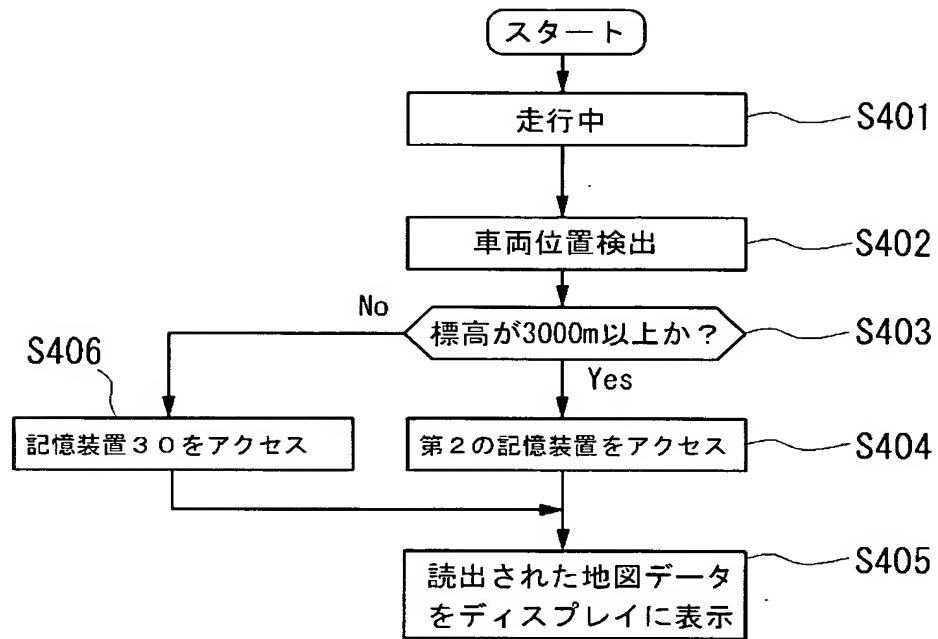 スタート
走行中
S401
車両位置検出
S402
No
標高が3000m以上か?
S403
S406
Yes
記憶装置30をアクセス
第2の記憶装置をアクセス
S404
読出された地図データ
をディスプレイに表示
S405